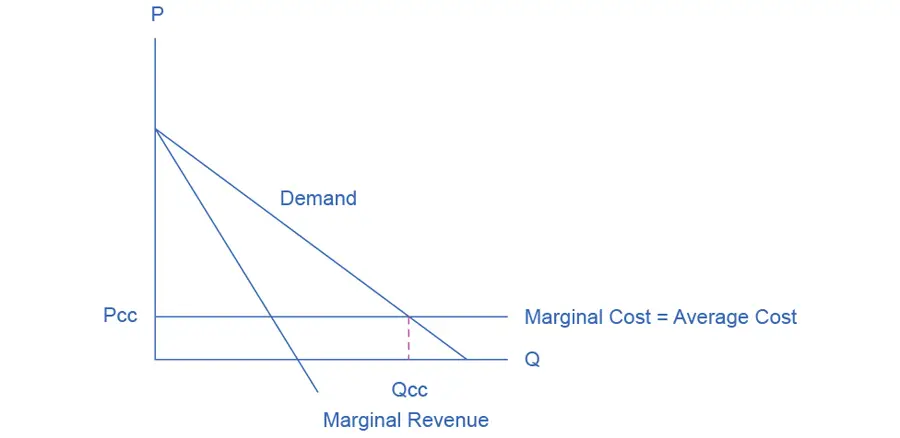 P
Demand
Pcc
Marginal Cost = Average Cost
Q
Qcc
Marginal Revenue